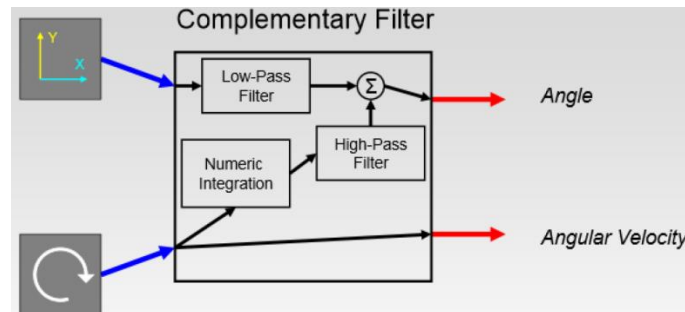 Complementary Filter
Y
X
Low-Pass
Filter
Σ
Angle
High-Pass
Filter
Numeric
Integration
Angular Velocity